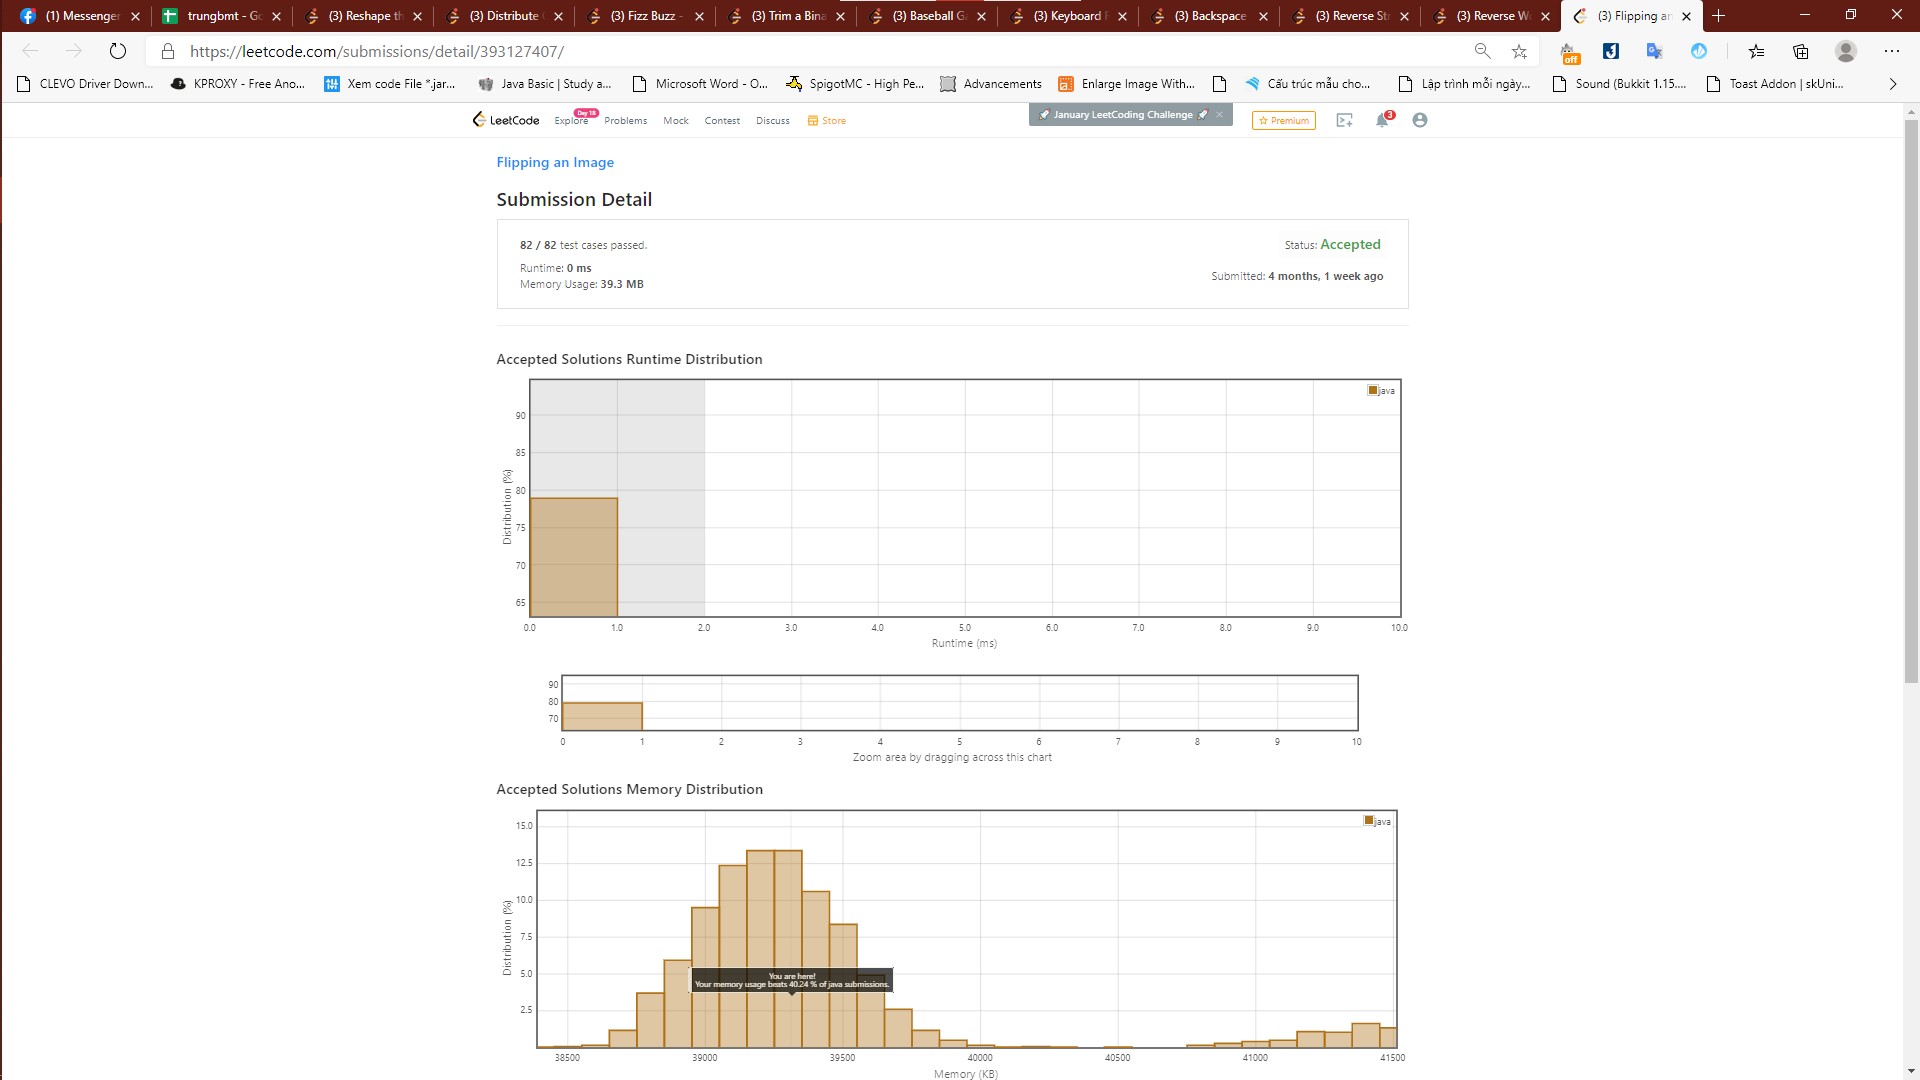 (1) Messenger
trungbmt - Go
(3) Reshape th
(3) Distribute C
(3) Fizz Buzz -
(3) Trim a Bina
(3) Baseball Ga
(3) Keyboard R
(3) Backspace
(3) Reverse Str
(3) Reverse Wo
(3) Flipping an
https://leetcode.com/submissions/detail/393127407/
off
CLEVO Driver Down...
KPROXY - Free Ano...
Xem code File *.jar...
Java Basic | Study a...
Microsoft Word - O...
SpigotMC - High Pe...
Advancements
Enlarge Image With...
Cấu trúc mẫu cho...
Lập trình mỗi ngày...
Sound (Bukkit 1.15....
Toast Addon | skUni...
LeetCode
Explore
Day 18
Problems
Mock
Contest
Discuss
Store
January LeetCoding Challenge
Premium
3
Flipping an Image
Submission Detail
82 / 82 test cases passed.
Status: Accepted
Runtime: 0 ms
Memory Usage: 39.3 MB
Submitted: 4 months, 1 week ago
Accepted Solutions Runtime Distribution
java
90
85
80
75
70
65
Distribution (%)
0.0 1.0 2.0 3.0 4.0 5.0 6.0 7.0 8.0 9.0 10.0
Runtime (ms)
90
80
70
0 1 2 3 4 5 6 7 8 9 10
Zoom area by dragging across this chart
Accepted Solutions Memory Distribution
java
15.0
12.5
10.0
7.5
5.0
2.5
Distribution (%)
You are here!
Your memory usage beats 40.24 % of java submissions.
38500 39000 39500 40000 40500 41000 41500
Memory (KB)